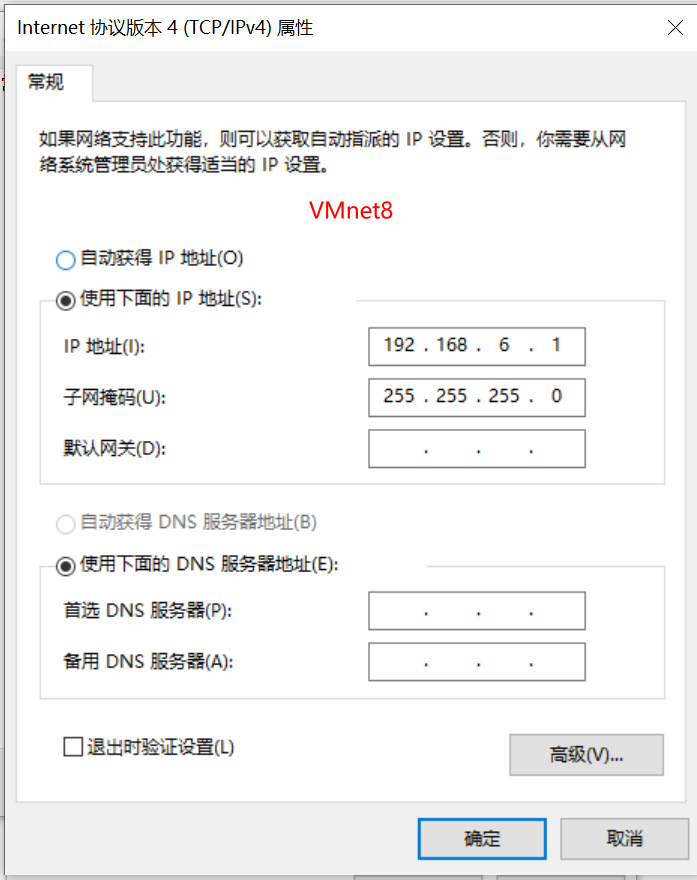 Internet 协议版本 4 (TCP/IPv4) 属性
常规
如果网络支持此功能，则可以获取自动指派的 IP 设置。否则，你需要从网
络系统管理员处获得适当的 IP 设置。
VMnet8
自动获得 IP 地址(O)
使用下面的 IP 地址(S):
IP 地址(I): 192 . 168 . 6 . 1
子网掩码(U): 255 . 255 . 255 . 0
默认网关(D): . . .
自动获得 DNS 服务器地址(B)
使用下面的 DNS 服务器地址(E):
首选 DNS 服务器(P): . . .
备用 DNS 服务器(A): . . .
退出时验证设置(L)
高级(V)...
确定 取消